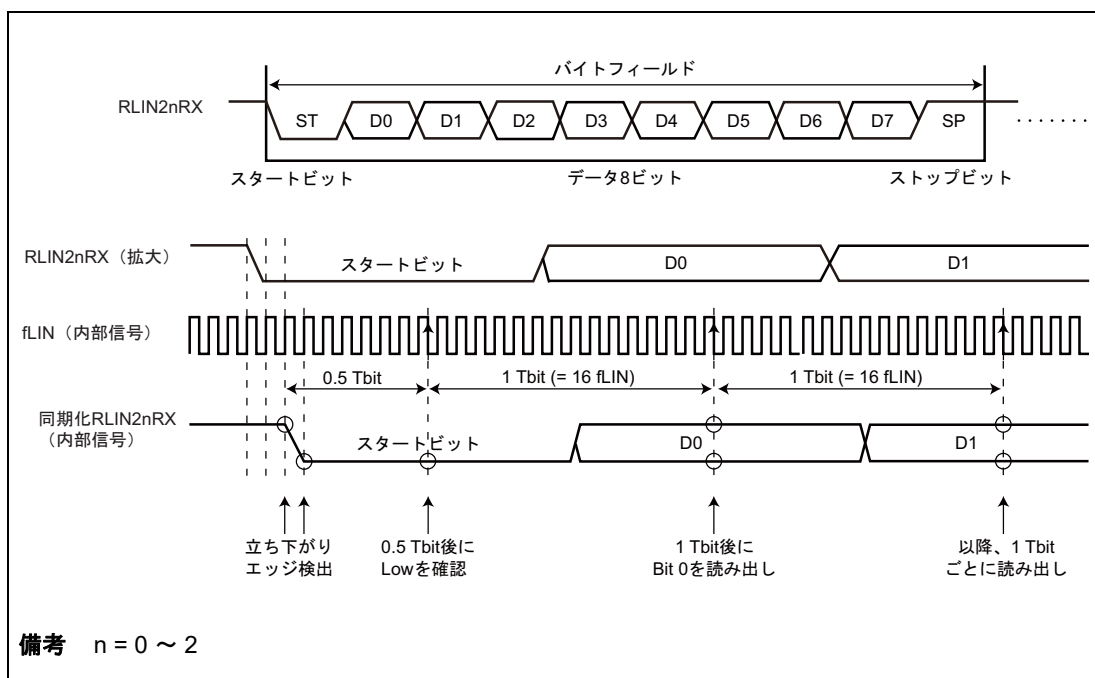 バイトフィールド
RLIN2nRX
ST D0 D1 D2 D3 D4 D5 D6 D7 SP ·······
スタートビット データ8ビット ストップビット
RLIN2nRX（拡大）
スタートビット D0 D1
fLIN（内部信号）
0.5 Tbit 1 Tbit (= 16 fLIN) 1 Tbit (= 16 fLIN)
同期化RLIN2nRX
（内部信号）
スタートビット D0 D1
立ち下がり
エッジ検出
0.5 Tbit後に
Lowを確認
1 Tbit後に
Bit 0を読み出し
以降、1 Tbit
ごとに読み出し
備考 n = 0 ～ 2